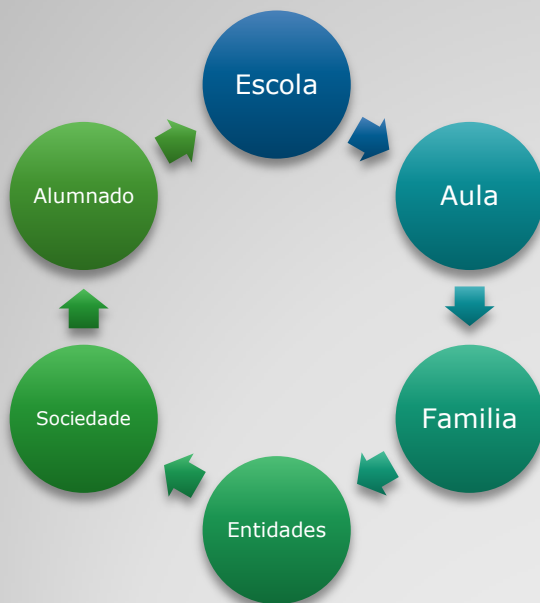 Escola
Aula
Familia
Entidades
Sociedade
Alumnado